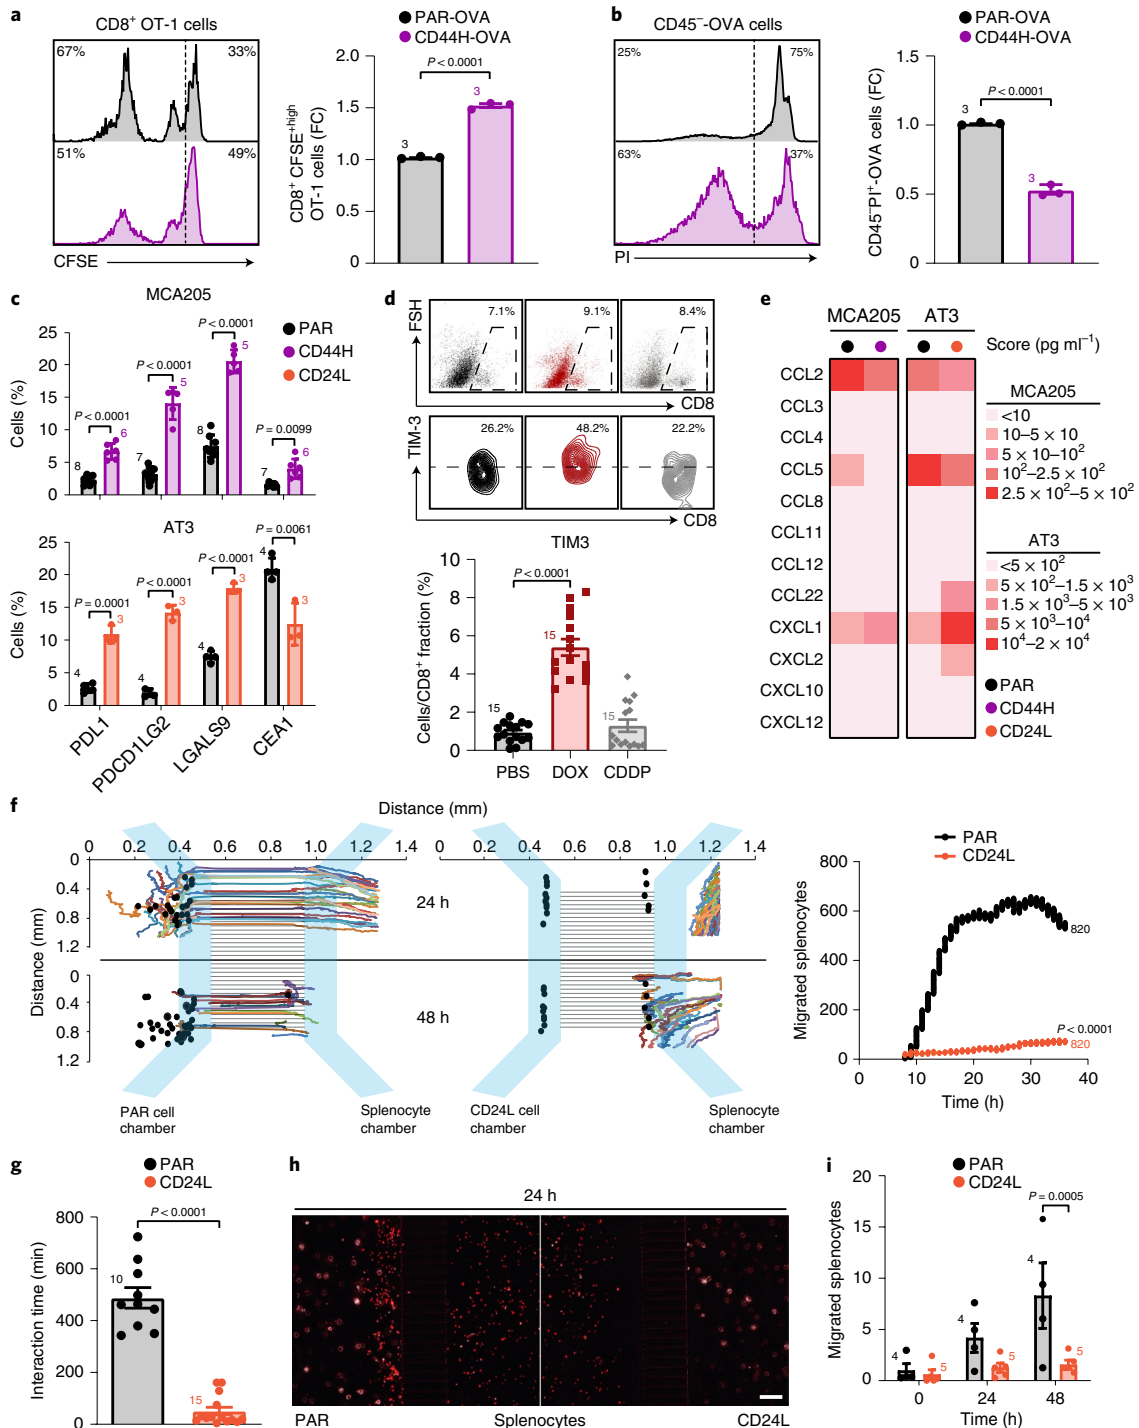 a
CD8⁺ OT-1 cells
67%
33%
51%
49%
CFSE
PAR-OVA
CD44H-OVA
P < 0.0001
CD8⁺ CFSE⁺ʰⁱᵍʰ
OT-1 cells (FC)
2.0
1.5
1.0
0.5
0
3
3
b
CD45⁻-OVA cells
25%
75%
63%
37%
PI
PAR-OVA
CD44H-OVA
P < 0.0001
CD45⁻PI⁺-OVA cells (FC)
1.5
1.0
0.5
0
3
3
c
MCA205
PAR
CD44H
CD24L
Cells (%)
25
20
15
10
5
0
P < 0.0001
P < 0.0001
P < 0.0001
P = 0.0099
8
6
7
5
8
5
7
6
AT3
Cells (%)
25
20
15
10
5
0
P = 0.0001
P < 0.0001
P < 0.0001
P = 0.0061
4
3
4
3
4
3
4
3
PDL1
PDCD1LG2
LGALS9
CEA1
d
FSH
7.1%
9.1%
8.4%
CD8
TIM-3
26.2%
48.2%
22.2%
CD8
TIM3
Cells/CD8⁺ fraction (%)
10
8
6
4
2
0
P < 0.0001
15
15
15
PBS
DOX
CDDP
e
MCA205
AT3
CCL2
CCL3
CCL4
CCL5
CCL8
CCL11
CCL12
CCL22
CXCL1
CXCL2
CXCL10
CXCL12
Score (pg ml⁻¹)
MCA205
<10
10–5 × 10
5 × 10–10²
10²–2.5 × 10²
2.5 × 10²–5 × 10²
AT3
<5 × 10²
5 × 10²–1.5 × 10³
1.5 × 10³–5 × 10³
5 × 10³–10⁴
10⁴–2 × 10⁴
PAR
CD44H
CD24L
f
Distance (mm)
0 0.2 0.4 0.6 0.8 1.0 1.2 1.4
0 0.2 0.4 0.6 0.8 1.0 1.2 1.4
Distance (mm)
0
0.4
0.8
1.2
0
0.4
0.8
1.2
24 h
48 h
PAR cell
chamber
Splenocyte
chamber
CD24L cell
chamber
Splenocyte
chamber
PAR
CD24L
Migrated splenocytes
800
600
400
200
0
820
P < 0.0001
820
0 10 20 30 40
Time (h)
g
PAR
CD24L
Interaction time (min)
800
600
400
200
0
P < 0.0001
10
15
h
24 h
PAR
Splenocytes
CD24L
i
PAR
CD24L
Migrated splenocytes
20
15
10
5
0
P = 0.0005
4
5
4
5
4
5
0 24 48
Time (h)